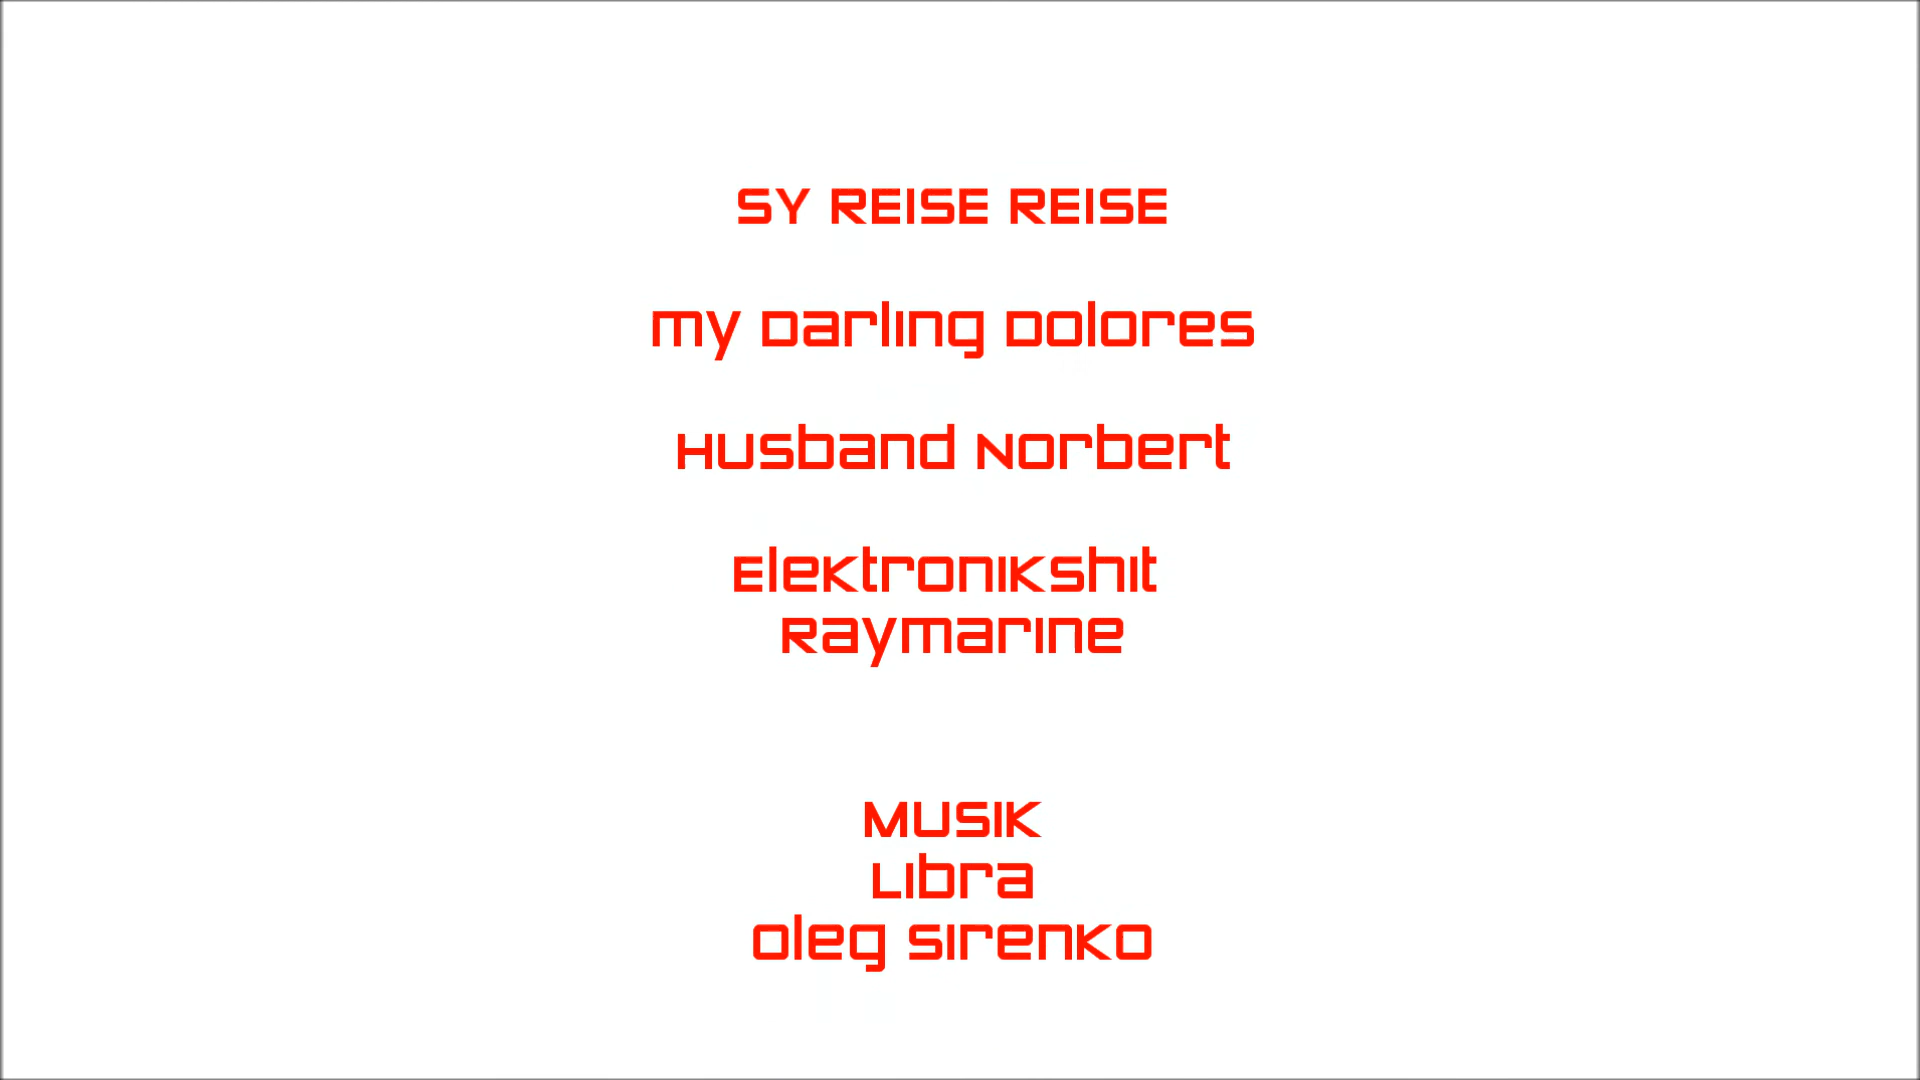 SY REISE REISE
My Darling Dolores
Husband Norbert
Elektronikshit
Raymarine
MUSIK
Libra
Oleg Sirenko